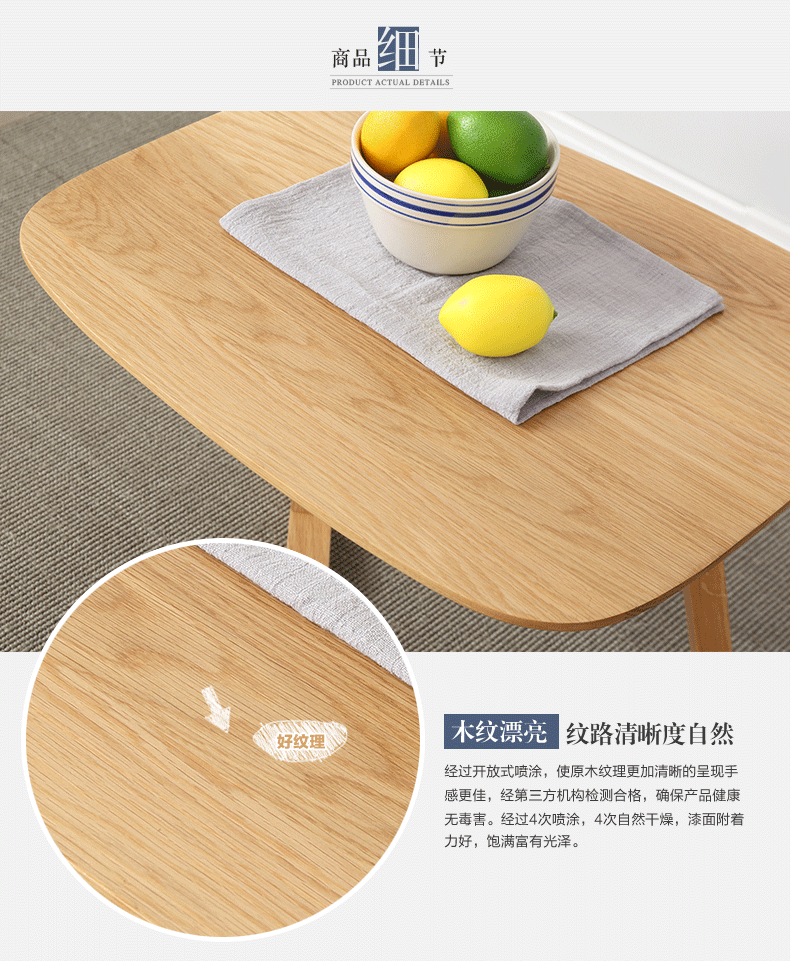 商品细节
PRODUCT ACTUAL DETAILS
好纹理
木纹漂亮 纹路清晰度自然
经过开放式喷涂，使原木纹理更加清晰的呈现手
感更佳，经第三方机构检测合格，确保产品健康
无毒害。经过4次喷涂，4次自然干燥，漆面附着
力好，饱满富有光泽。